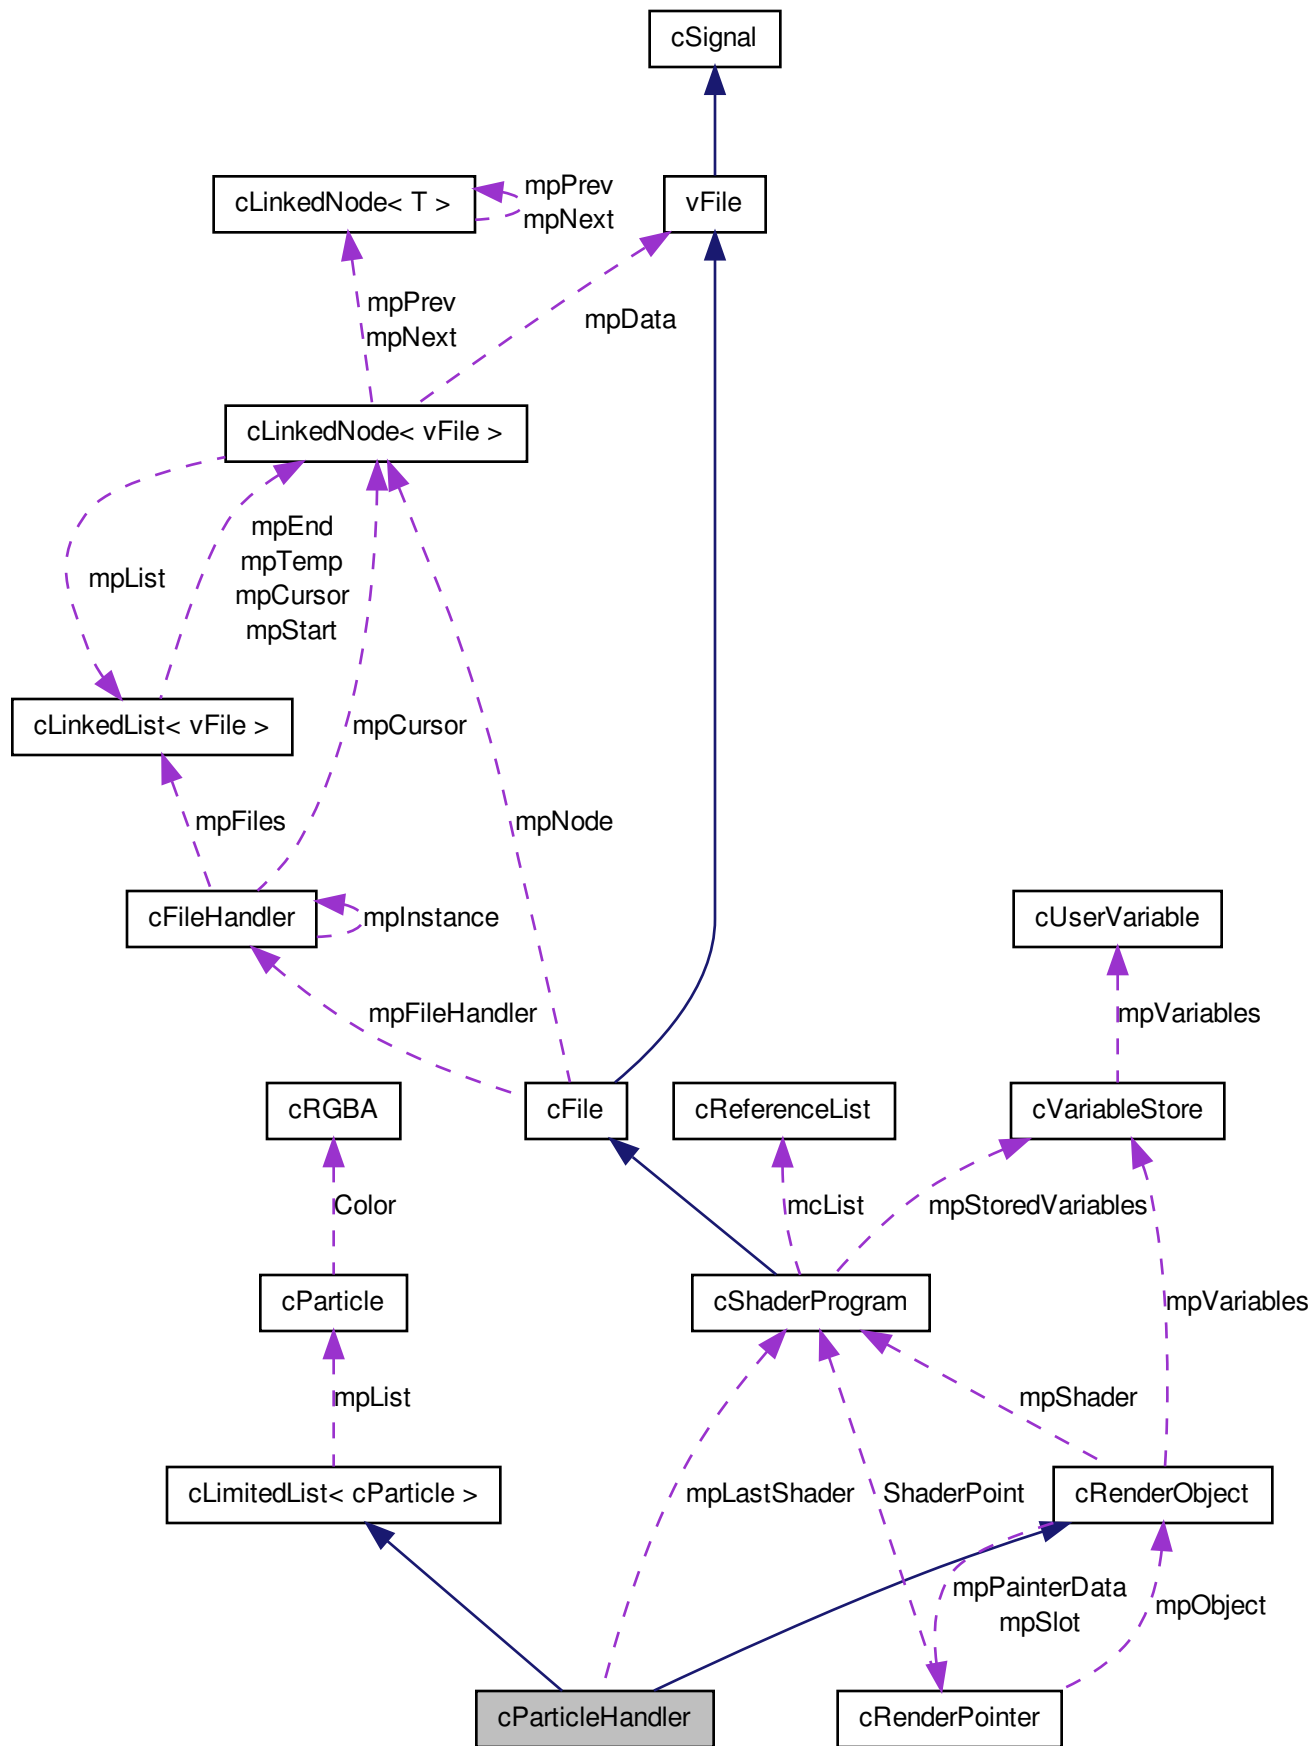 cSignal
cLinkedNode< T >
mpPrev
mpNext
vFile
mpPrev
mpNext
mpData
cLinkedNode< vFile >
mpList
mpEnd
mpTemp
mpCursor
mpStart
cLinkedList< vFile >
mpCursor
mpFiles
mpNode
cFileHandler
mpInstance
cUserVariable
mpFileHandler
mpVariables
cRGBA
cFile
cReferenceList
cVariableStore
Color
mcList
mpStoredVariables
cParticle
cShaderProgram
mpVariables
mpList
mpShader
cLimitedList< cParticle >
mpLastShader
ShaderPoint
cRenderObject
mpPainterData
mpSlot
mpObject
cParticleHandler
cRenderPointer